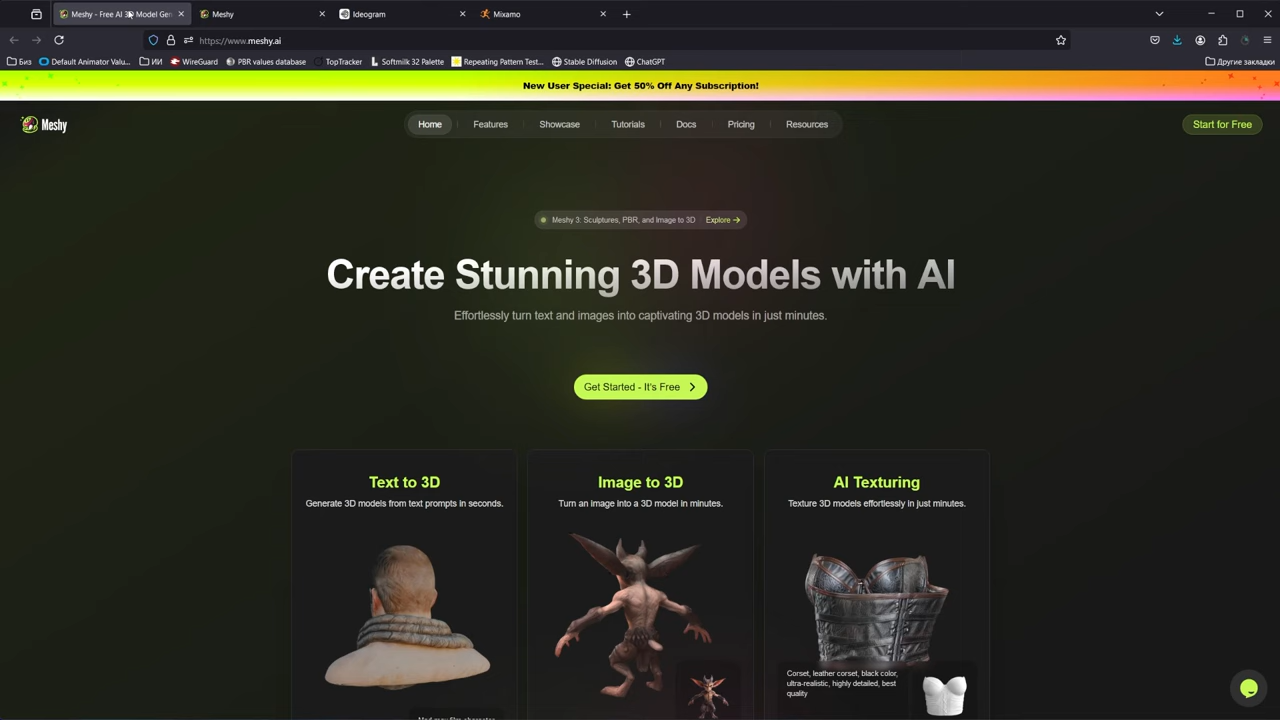 Meshy - Free AI 3D Model Gen
Meshy
Ideogram
Mixamo
https://www.meshy.ai
Биз
Default Animator Valu...
ИИ
WireGuard
PBR values database
TopTracker
Softmilk 32 Palette
Repeating Pattern Test...
Stable Diffusion
ChatGPT
Другие закладки
New User Special: Get 50% Off Any Subscription!
Meshy
Home
Features
Showcase
Tutorials
Docs
Pricing
Resources
Start for Free
Meshy 3: Sculptures, PBR, and Image to 3D
Explore →
Create Stunning 3D Models with AI
Effortlessly turn text and images into captivating 3D models in just minutes.
Get Started - It's Free
Text to 3D
Generate 3D models from text prompts in seconds.
Image to 3D
Turn an image into a 3D model in minutes.
AI Texturing
Texture 3D models effortlessly in just minutes.
Corset, leather corset, black color,
ultra-realistic, highly detailed, best
quality